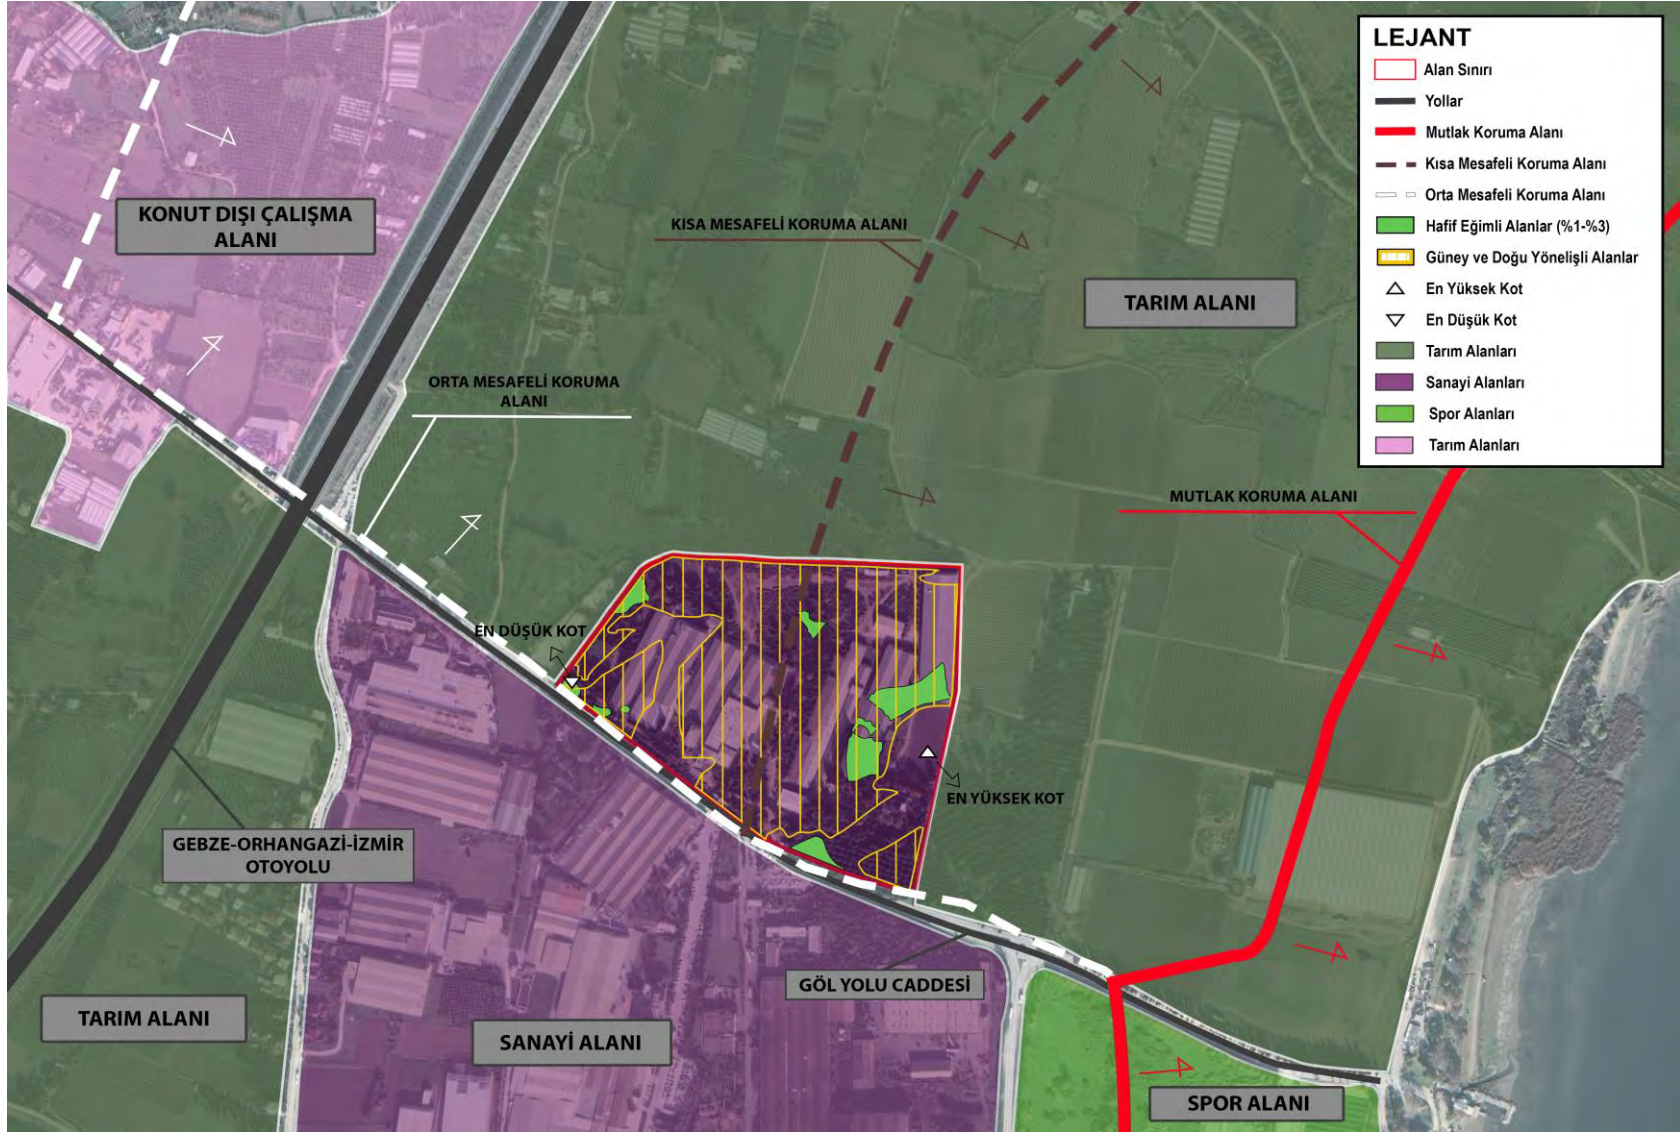 LEJANT
Alan Sınırı
Yollar
Mutlak Koruma Alanı
Kısa Mesafeli Koruma Alanı
Orta Mesafeli Koruma Alanı
Hafif Eğimli Alanlar (%1-%3)
Güney ve Doğu Yönelişli Alanlar
En Yüksek Kot
En Düşük Kot
Tarım Alanları
Sanayi Alanları
Spor Alanları
Tarım Alanları
KONUT DIŞI ÇALIŞMA
ALANI
KISA MESAFELİ KORUMA ALANI
TARIM ALANI
ORTA MESAFELİ KORUMA
ALANI
MUTLAK KORUMA ALANI
EN DÜŞÜK KOT
EN YÜKSEK KOT
GEBZE-ORHANGAZİ-İZMİR
OTOYOLU
GÖL YOLU CADDESİ
TARIM ALANI
SANAYİ ALANI
SPOR ALANI